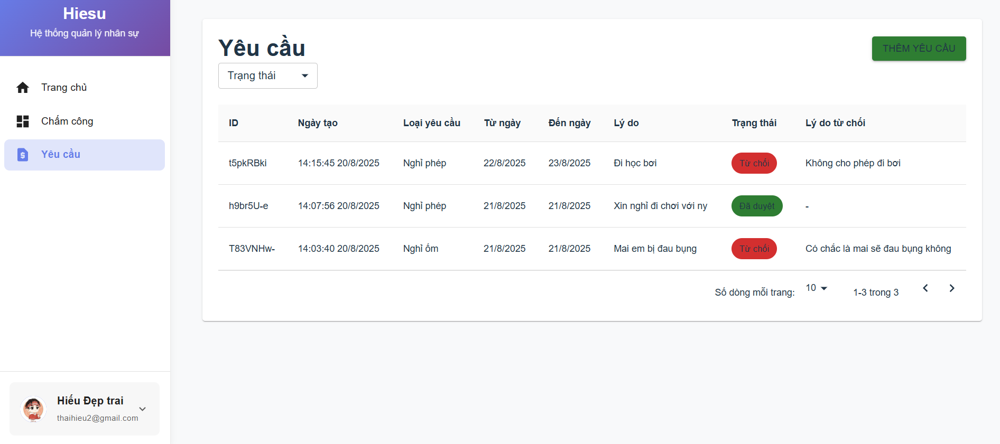 Hiesu
Hệ thống quản lý nhân sự
Trang chủ
Chấm công
Yêu cầu
Hiếu Đẹp trai
thaihieu2@gmail.com
Yêu cầu
THÊM YÊU CẦU
Trạng thái
ID Ngày tạo Loại yêu cầu Từ ngày Đến ngày Lý do Trạng thái Lý do từ chối
t5pkRBki 14:15:45 20/8/2025 Nghỉ phép 22/8/2025 23/8/2025 Đi học bơi Từ chối Không cho phép đi bơi
h9br5U-e 14:07:56 20/8/2025 Nghỉ phép 21/8/2025 21/8/2025 Xin nghỉ đi chơi với ny Đã duyệt -
T83VNHw- 14:03:40 20/8/2025 Nghỉ ốm 21/8/2025 21/8/2025 Mai em bị đau bụng Từ chối Có chắc là mai sẽ đau bụng không
Số dòng mỗi trang: 10 1-3 trong 3